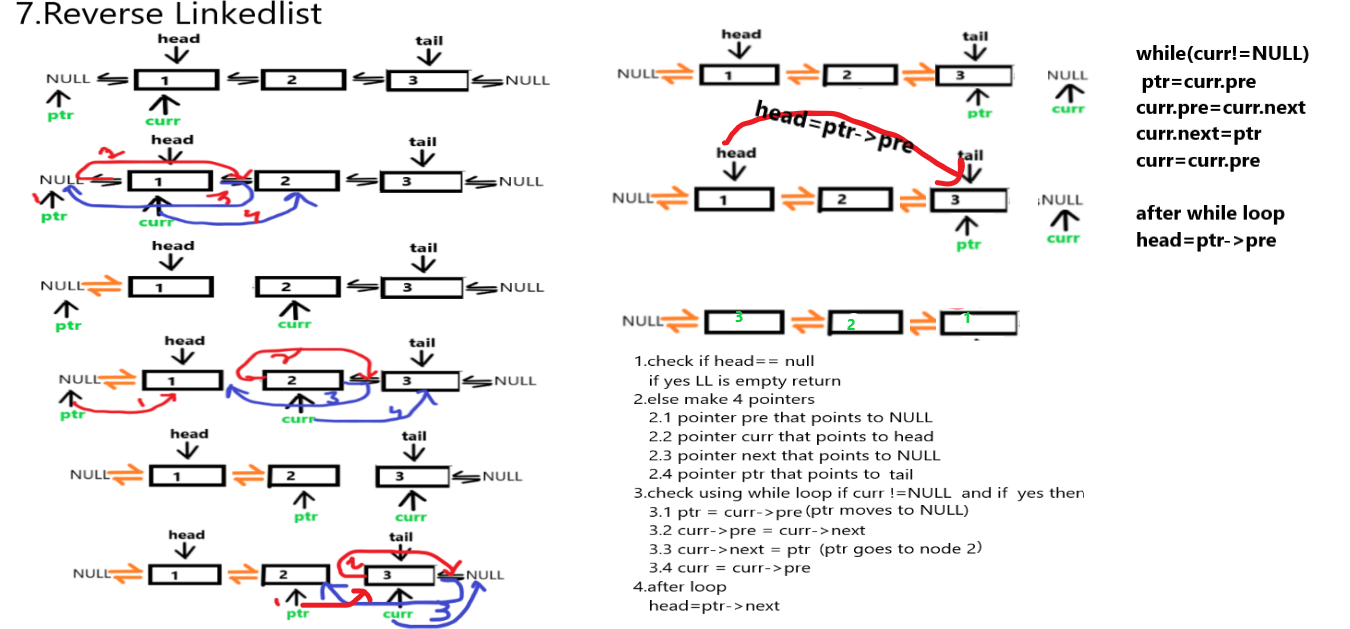 7.Reverse Linkedlist
head
tail
NULL 1 2 3 NULL
ptr
curr
head
tail
2
NULL 1 2 3 NULL
1 3
ptr
curr 4
head
tail
NULL 1 2 3 NULL
ptr
curr
head
tail
2
NULL 1 2 3 NULL
ptr 1 3
curr 4
head
tail
NULL 1 2 3 NULL
ptr
curr
head
tail
2
NULL 1 2 3 NULL
1
ptr
curr 3
head
tail
NULL 1 2 3 NULL
ptr
curr
head=ptr->pre
head
tail
NULL 1 2 3 NULL
ptr
curr
NULL 3 2 1
1.check if head== null
if yes LL is empty return
2.else make 4 pointers
2.1 pointer pre that points to NULL
2.2 pointer curr that points to head
2.3 pointer next that points to NULL
2.4 pointer ptr that points to tail
3.check using while loop if curr !=NULL and if yes then
3.1 ptr = curr->pre (ptr moves to NULL)
3.2 curr->pre = curr->next
3.3 curr->next = ptr (ptr goes to node 2)
3.4 curr = curr->pre
4.after loop
head=ptr->next
while(curr!=NULL)
ptr=curr.pre
curr.pre=curr.next
curr.next=ptr
curr=curr.pre
after while loop
head=ptr->pre